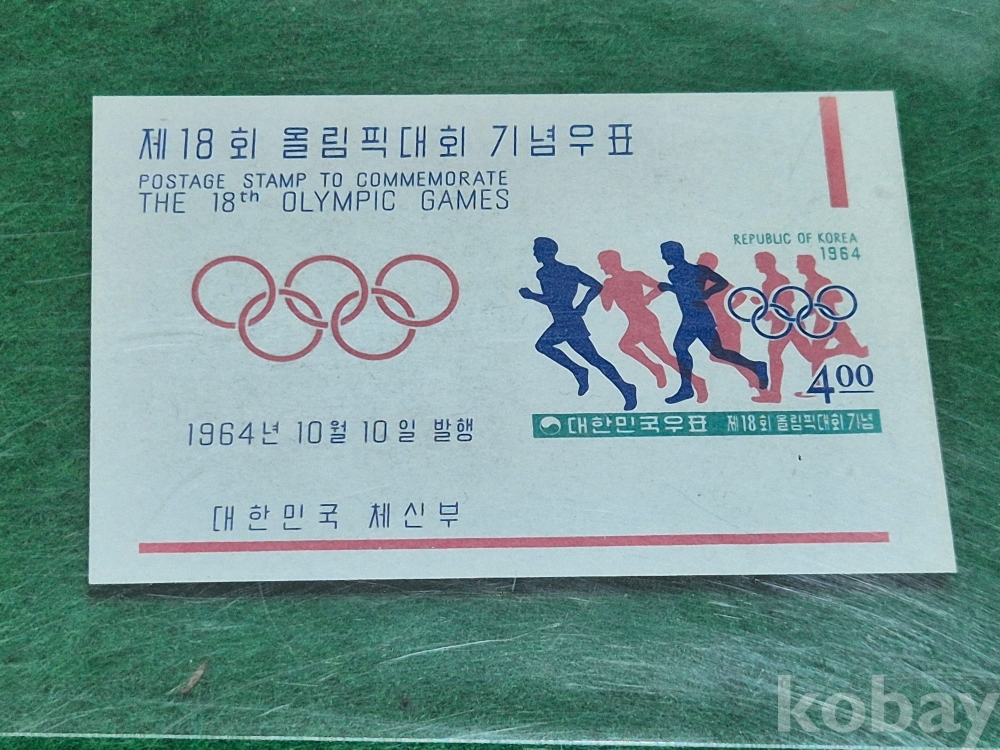 제18회 올림픽대회 기념우표
POSTAGE STAMP TO COMMEMORATE
THE 18th OLYMPIC GAMES
REPUBLIC OF KOREA
1964
4 00
대한민국우표 제18회올림픽대회기념
1964년 10월 10일 발행
대한민국 체신부
kobay